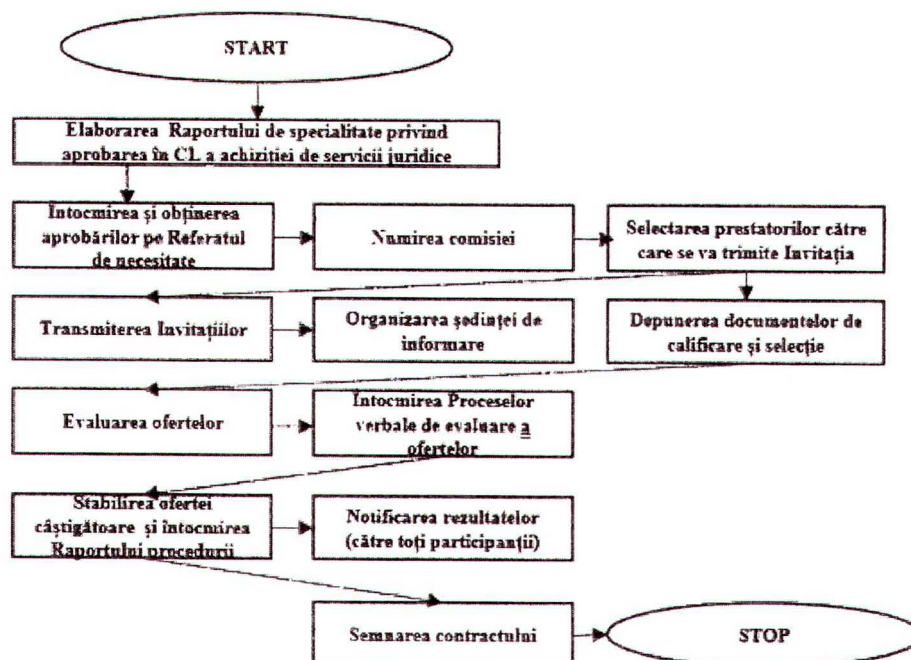 START
Elaborarea Raportului de specialitate privind
aprobarea în CL a achizitiei de servicii juridice
Întocmirea și obținerea
aprobărilor pe Referatul
de necesitate
Numirea comisiei
Selectarea prestatorilor către
care se va trimite Invitația
Transmiterea Invitațiilor
Organizarea ședinței de
informare
Depunerea documentelor de
calificare și selecție
Evaluarea ofertelor
Întocmirea Proceselor
verbale de evaluare a
ofertelor
Stabilirea ofertei
câștigătoare și întocmirea
Raportului procedurii
Notificarea rezultatelor
(către toți participanții)
Semnarea contractului
STOP